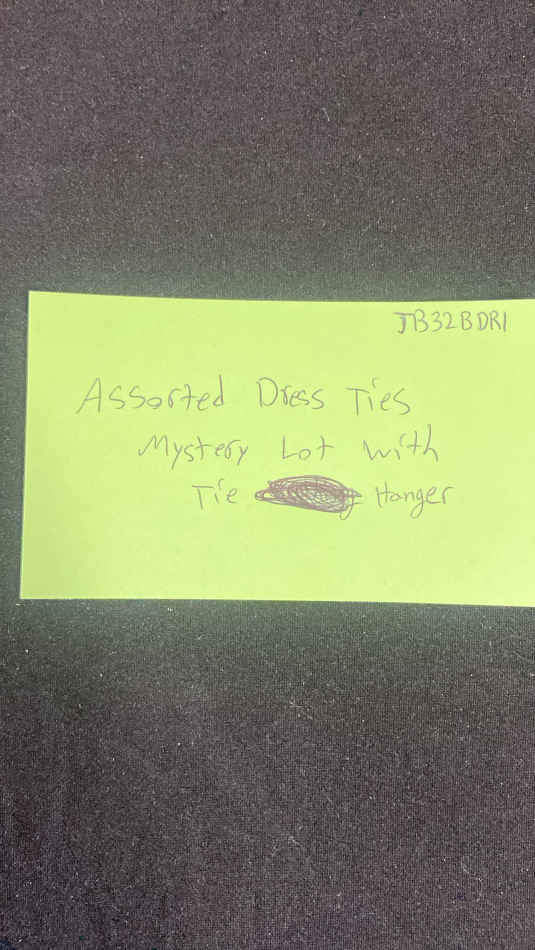 JB32BDR1
Assorted Dress Ties
Mystery Lot with
Tie Hanger